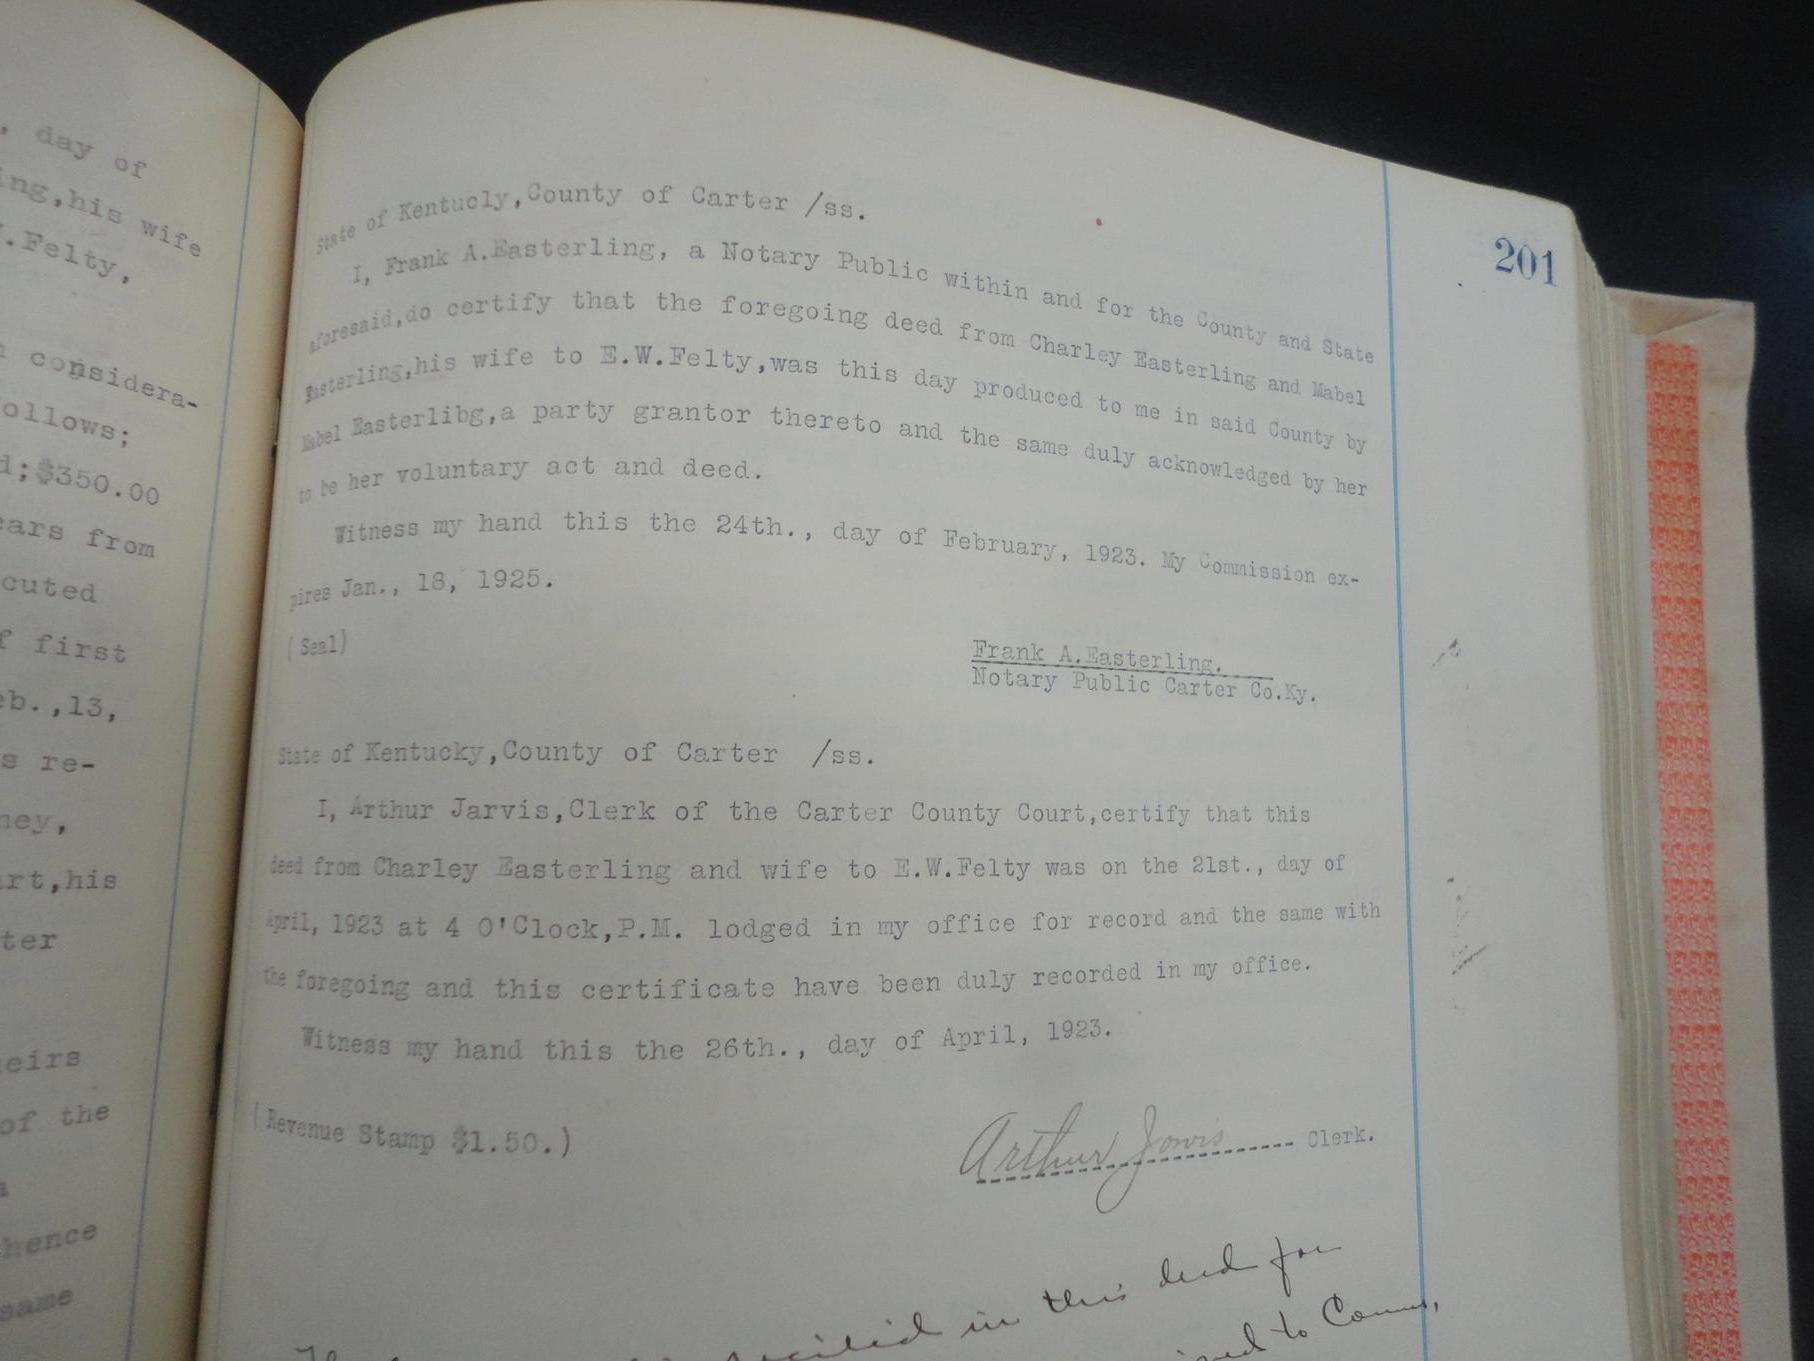 day of
ing,his wife
.Felty,
considera-
ollows;
d;$350.00
ears from
cuted
f first
eb.,13,
s re-
ney,
art,his
ter
eirs
of the
hence
same
201
State of Kentucly,County of Carter /ss.
I, Frank A.Easterling, a Notary Public within and for the County and State
aforesaid,do certify that the foregoing deed from Charley Easterling and Mabel
Easterling,his wife to E.W.Felty,was this day produced to me in said County by
Mabel Easterlibg,a party grantor thereto and the same duly acknowledged by her
to be her voluntary act and deed.
Witness my hand this the 24th., day of February, 1923. My Commission ex-
pires Jan., 18, 1925.
(Seal)
Frank A.Easterling.
Notary Public Carter Co.Ky.
State of Kentucky,County of Carter /ss.
I, Arthur Jarvis,Clerk of the Carter County Court,certify that this
deed from Charley Easterling and wife to E.W.Felty was on the 21st., day of
April, 1923 at 4 O'Clock,P.M. lodged in my office for record and the same with
the foregoing and this certificate have been duly recorded in my office.
Witness my hand this the 26th., day of April, 1923.
(Revenue Stamp $1.50.)
Arthur Jarvis Clerk.
in this deed for
to